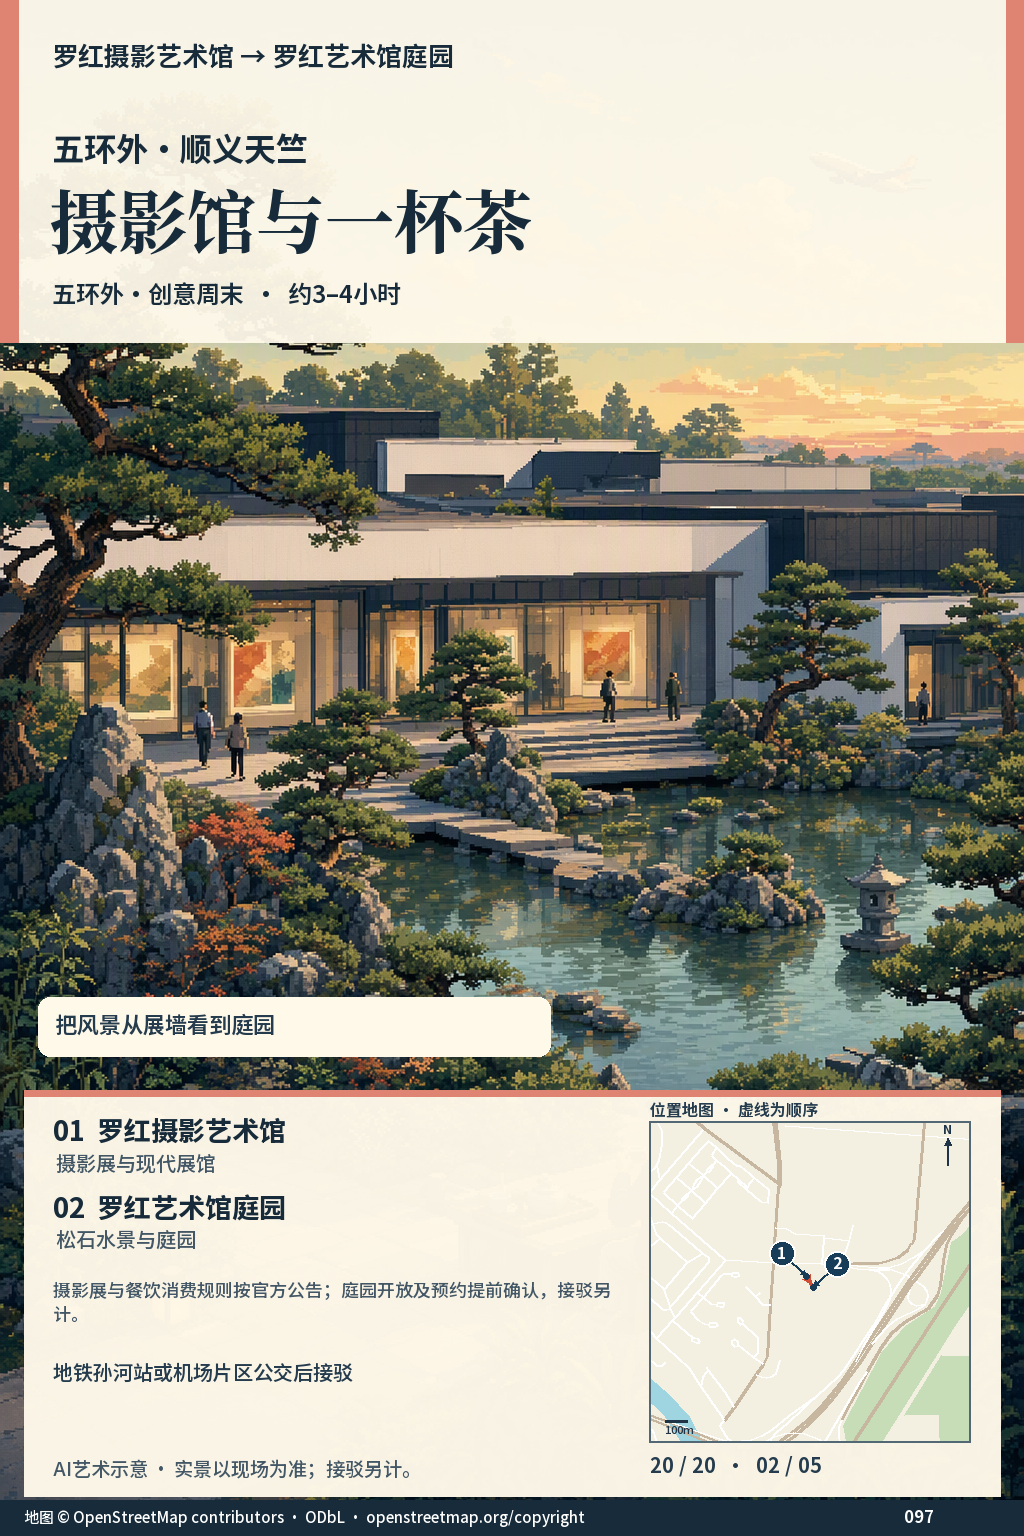 罗红摄影艺术馆 → 罗红艺术馆庭园
五环外·顺义天竺
摄影馆与一杯茶
五环外·创意周末 · 约3–4小时
把风景从展墙看到庭园
01 罗红摄影艺术馆
摄影展与现代展馆
02 罗红艺术馆庭园
松石水景与庭园
摄影展与餐饮消费规则按官方公告；庭园开放及预约提前确认，接驳另
计。
地铁孙河站或机场片区公交后接驳
AI艺术示意 · 实景以现场为准；接驳另计。
位置地图 · 虚线为顺序
N
1
2
100m
20 / 20 · 02 / 05
地图 © OpenStreetMap contributors · ODbL · openstreetmap.org/copyright
097